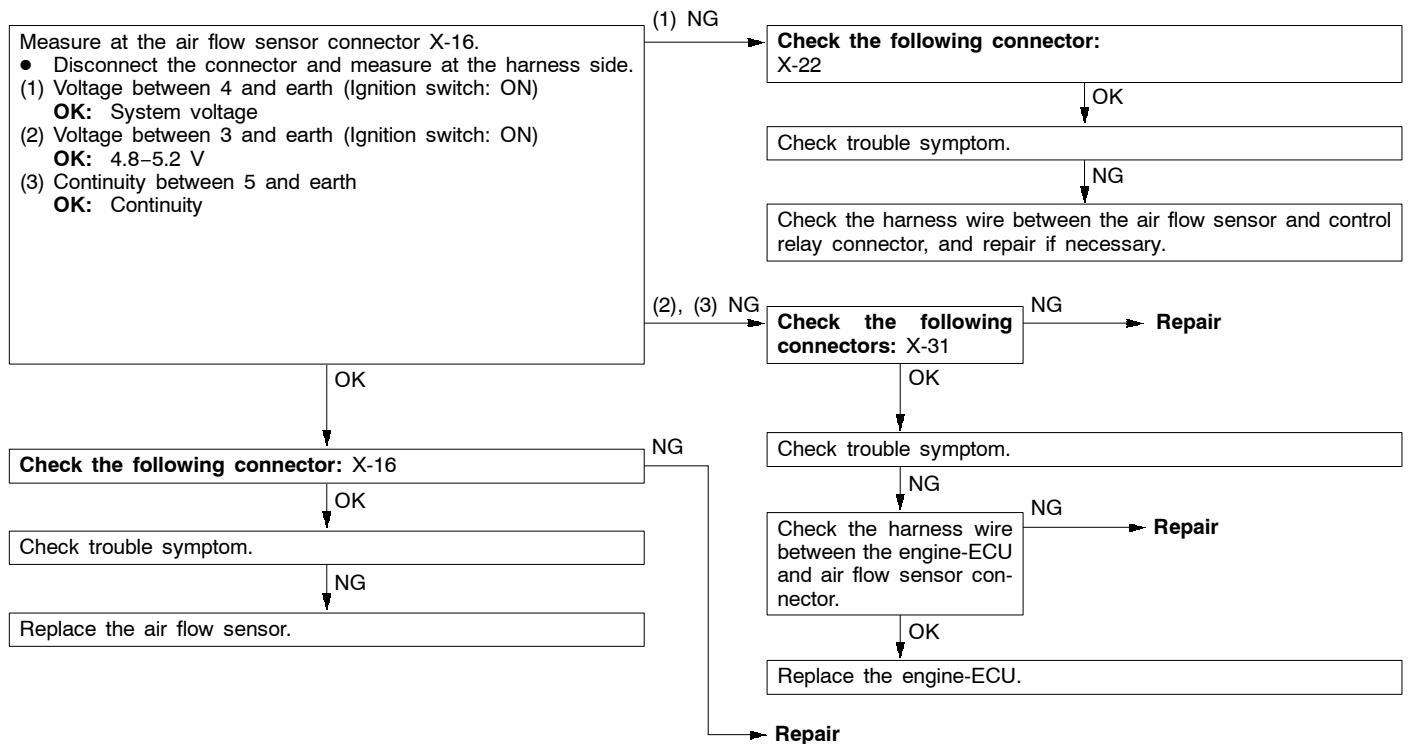 Measure at the air flow sensor connector X-16.
● Disconnect the connector and measure at the harness side.
(1) Voltage between 4 and earth (Ignition switch: ON)
OK: System voltage
(2) Voltage between 3 and earth (Ignition switch: ON)
OK: 4.8–5.2 V
(3) Continuity between 5 and earth
OK: Continuity
(1) NG
Check the following connector:
X-22
OK
Check trouble symptom.
NG
Check the harness wire between the air flow sensor and control
relay connector, and repair if necessary.
(2), (3) NG
Check the following
connectors: X-31
NG
Repair
OK
Check trouble symptom.
NG
Check the harness wire
between the engine-ECU
and air flow sensor con-
nector.
NG
Repair
OK
Replace the engine-ECU.
OK
Check the following connector: X-16
NG
OK
Check trouble symptom.
NG
Replace the air flow sensor.
Repair